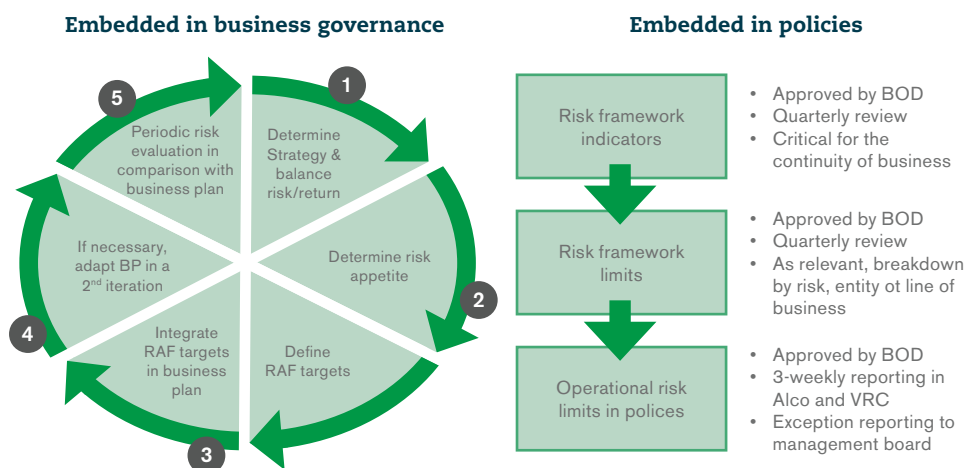 Embedded in business governance
1
Determine
Strategy &
balance
risk/return
2
Determine risk
appetite
Define
RAF targets
3
Integrate
RAF targets
in business
plan
4
If necessary,
adapt BP in a
2nd iteration
5
Periodic risk
evaluation in
comparison with
business plan
Embedded in policies
Risk framework
indicators
• Approved by BOD
• Quarterly review
• Critical for the
continuity of business
Risk framework
limits
• Approved by BOD
• Quarterly review
• As relevant, breakdown
by risk, entity ot line of
business
Operational risk
limits in polices
• Approved by BOD
• 3-weekly reporting in
Alco and VRC
• Exception reporting to
management board